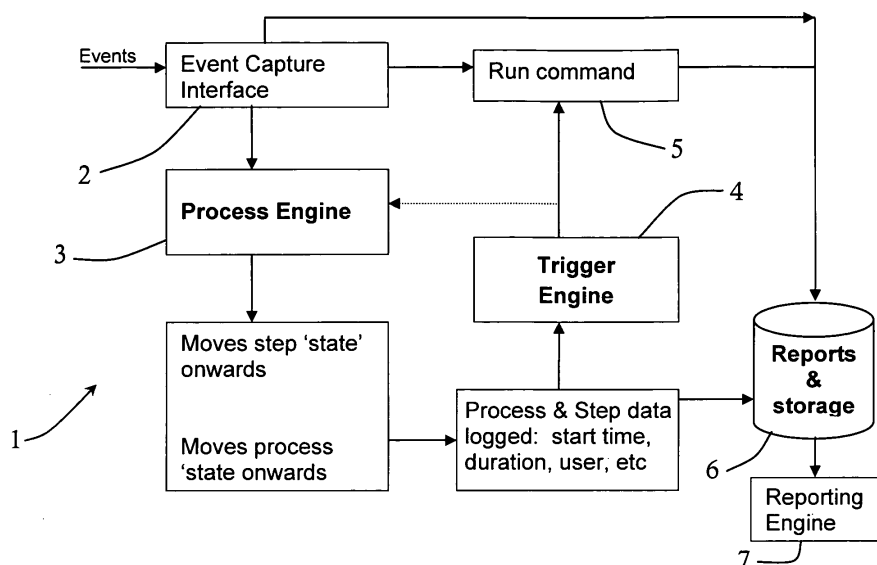 Events
Event Capture
Interface
2
Run command
5
Process Engine
3
4
Trigger
Engine
Moves step ‘state’
onwards
Moves process
‘state onwards
1
Process & Step data
logged: start time,
duration, user, etc
Reports
&
storage
6
Reporting
Engine
7